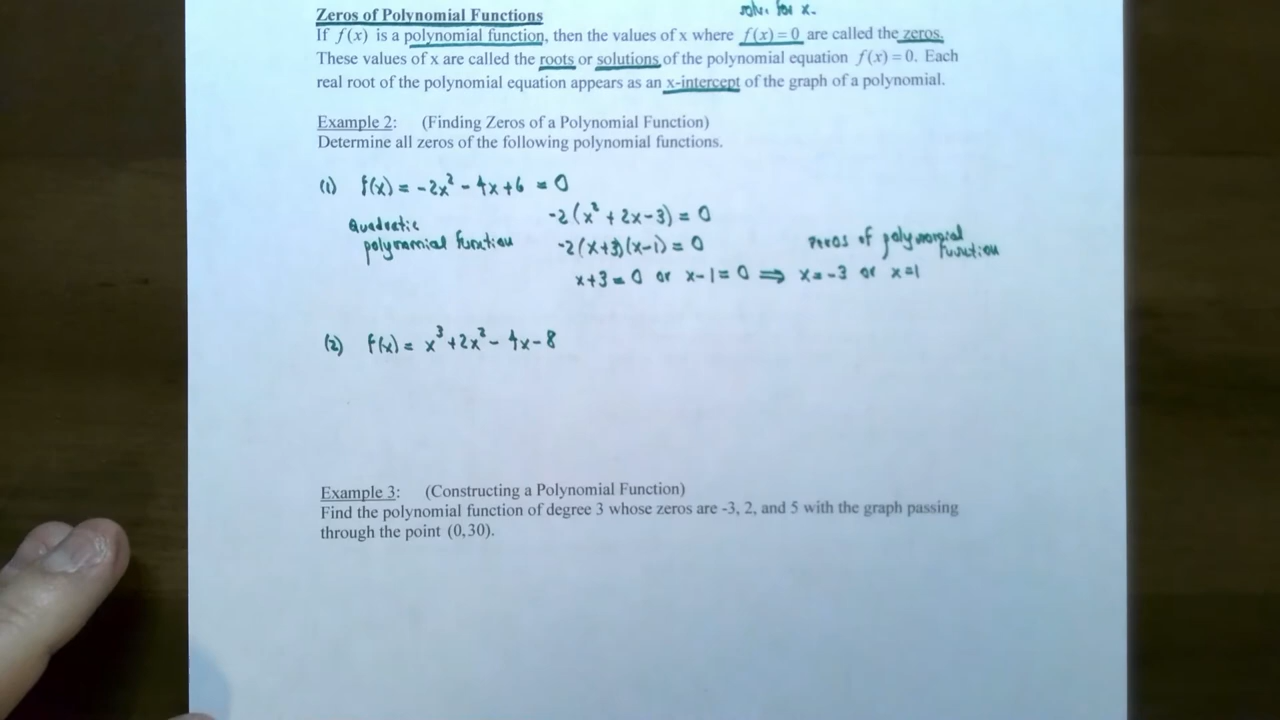 solve for x.
Zeros of Polynomial Functions
If f(x) is a polynomial function, then the values of x where f(x) = 0 are called the zeros.
These values of x are called the roots or solutions of the polynomial equation f(x) = 0. Each
real root of the polynomial equation appears as an x-intercept of the graph of a polynomial.
Example 2: (Finding Zeros of a Polynomial Function)
Determine all zeros of the following polynomial functions.
(1) f(x) = -2x² - 4x + 6 = 0
-2(x² + 2x - 3) = 0
Quadratic
polynomial function
-2(x+3)(x-1) = 0
zeros of polynomial
function
x+3 = 0 or x-1 = 0 ⟹ x = -3 or x = 1
(2) f(x) = x³ + 2x² - 4x - 8
Example 3: (Constructing a Polynomial Function)
Find the polynomial function of degree 3 whose zeros are -3, 2, and 5 with the graph passing
through the point (0,30).